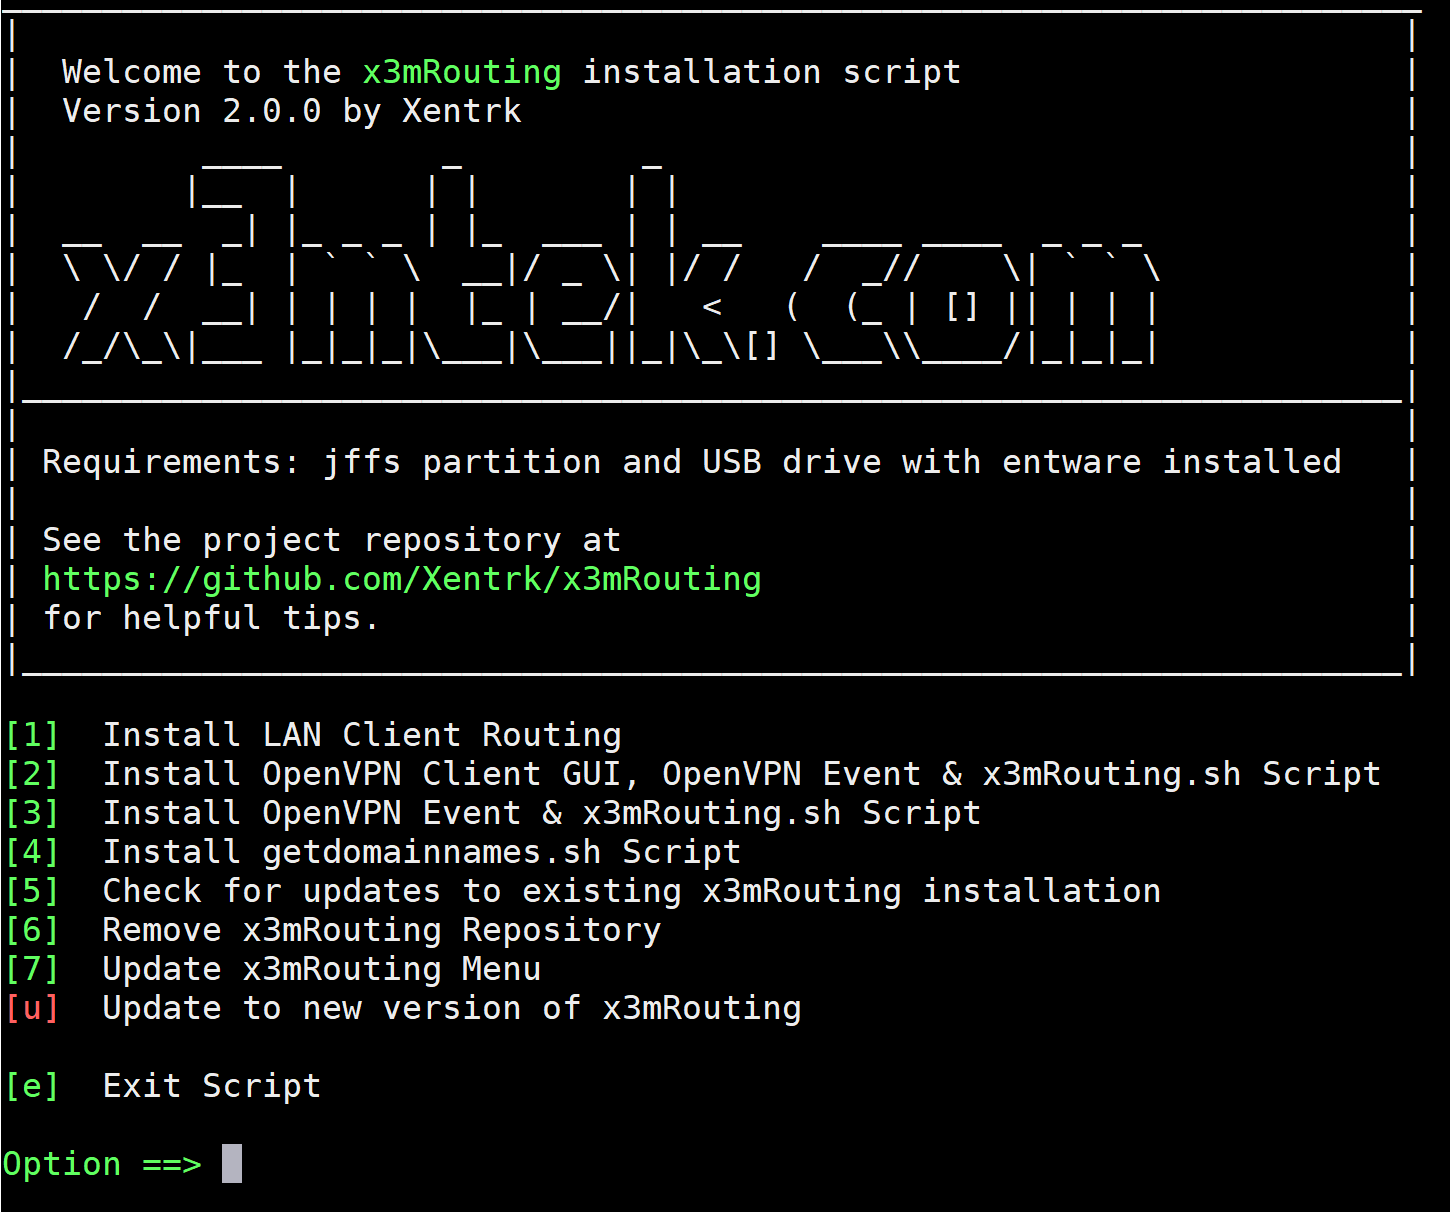 Welcome to the x3mRouting installation script
Version 2.0.0 by Xentrk
x3mtek.com
Requirements: jffs partition and USB drive with entware installed
See the project repository at
https://github.com/Xentrk/x3mRouting
for helpful tips.
[1]  Install LAN Client Routing
[2]  Install OpenVPN Client GUI, OpenVPN Event & x3mRouting.sh Script
[3]  Install OpenVPN Event & x3mRouting.sh Script
[4]  Install getdomainnames.sh Script
[5]  Check for updates to existing x3mRouting installation
[6]  Remove x3mRouting Repository
[7]  Update x3mRouting Menu
[u]  Update to new version of x3mRouting
[e]  Exit Script
Option ==>